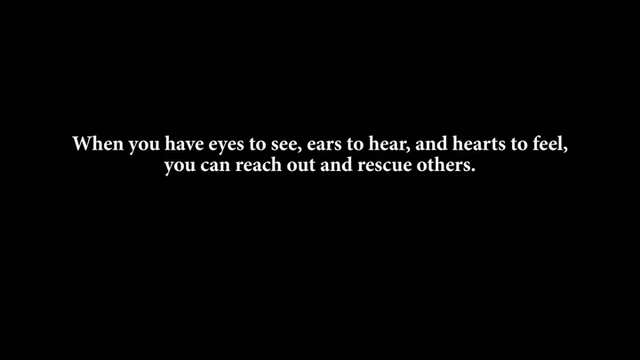 When you have eyes to see, ears to hear, and hearts to feel,
you can reach out and rescue others.